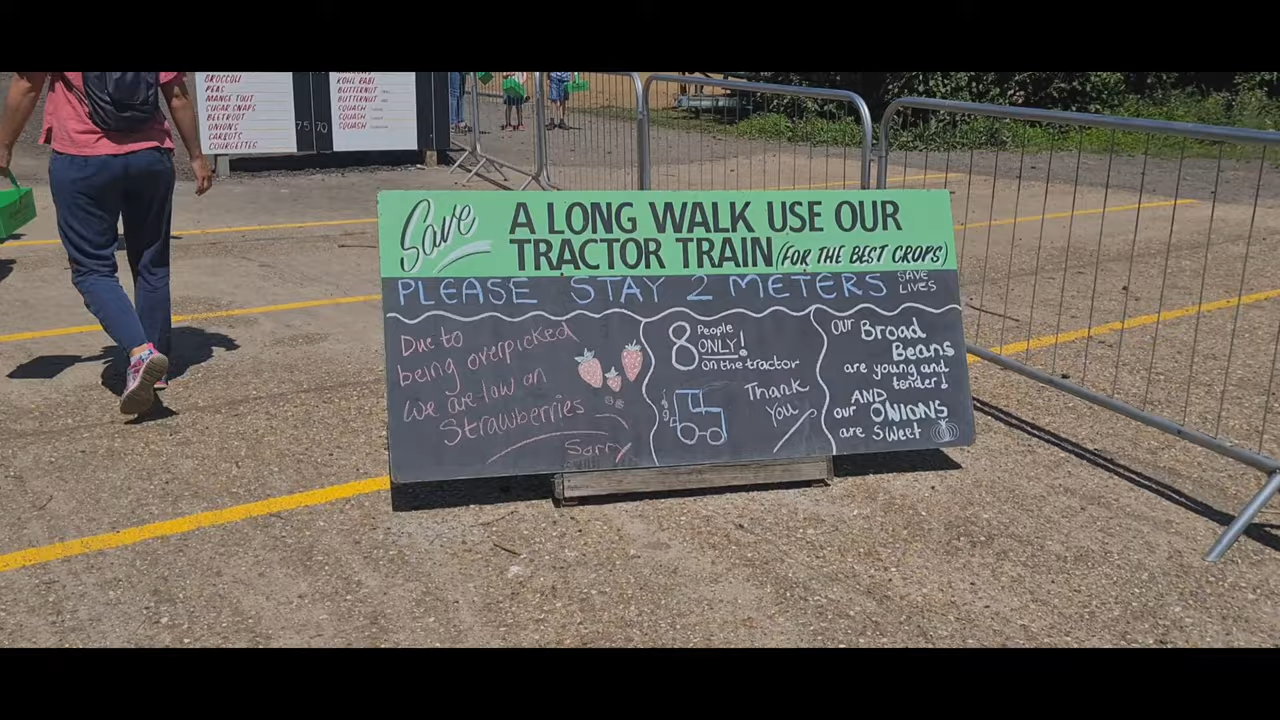 BROCCOLI
PEAS
MANGE TOUT
SUGAR SNAPS
BEETROOT
ONIONS
CARROTS
COURGETTES
75 70
KOHL RABI
BUTTERNUT
BUTTERNUT
SQUASH
SQUASH
SQUASH
Save A LONG WALK USE OUR
TRACTOR TRAIN (FOR THE BEST CROPS)
PLEASE STAY 2 METERS SAVE
LIVES
Due to
being overpicked
we are low on
Strawberries
Sorry
8 People
ONLY!
on the tractor
Thank
You
our Broad
Beans
are young and
tender!
AND
our ONIONS
are Sweet